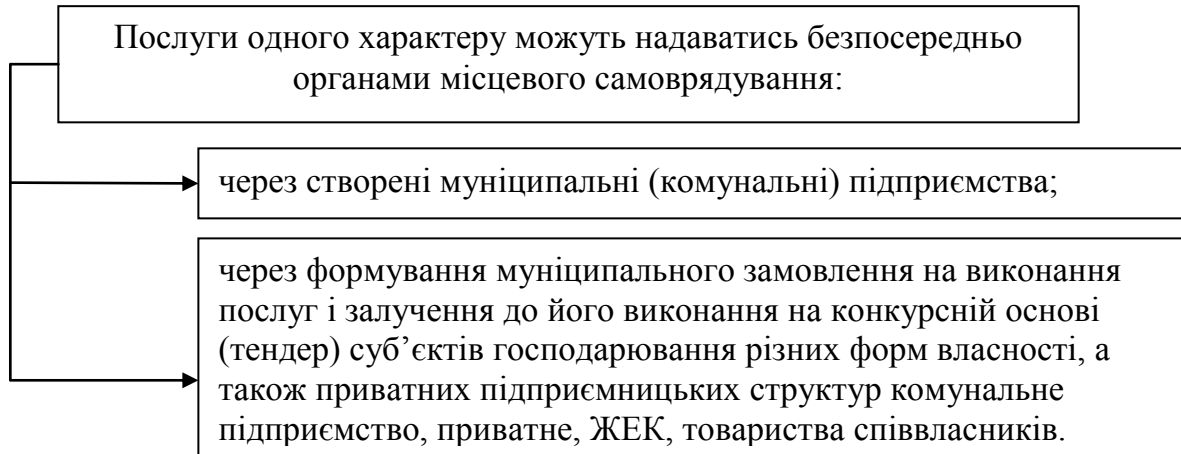 Послуги одного характеру можуть надаватись безпосередньо
органами місцевого самоврядування:
через створені муніципальні (комунальні) підприємства;
через формування муніципального замовлення на виконання
послуг і залучення до його виконання на конкурсній основі
(тендер) суб’єктів господарювання різних форм власності, а
також приватних підприємницьких структур комунальне
підприємство, приватне, ЖЕК, товариства співвласників.